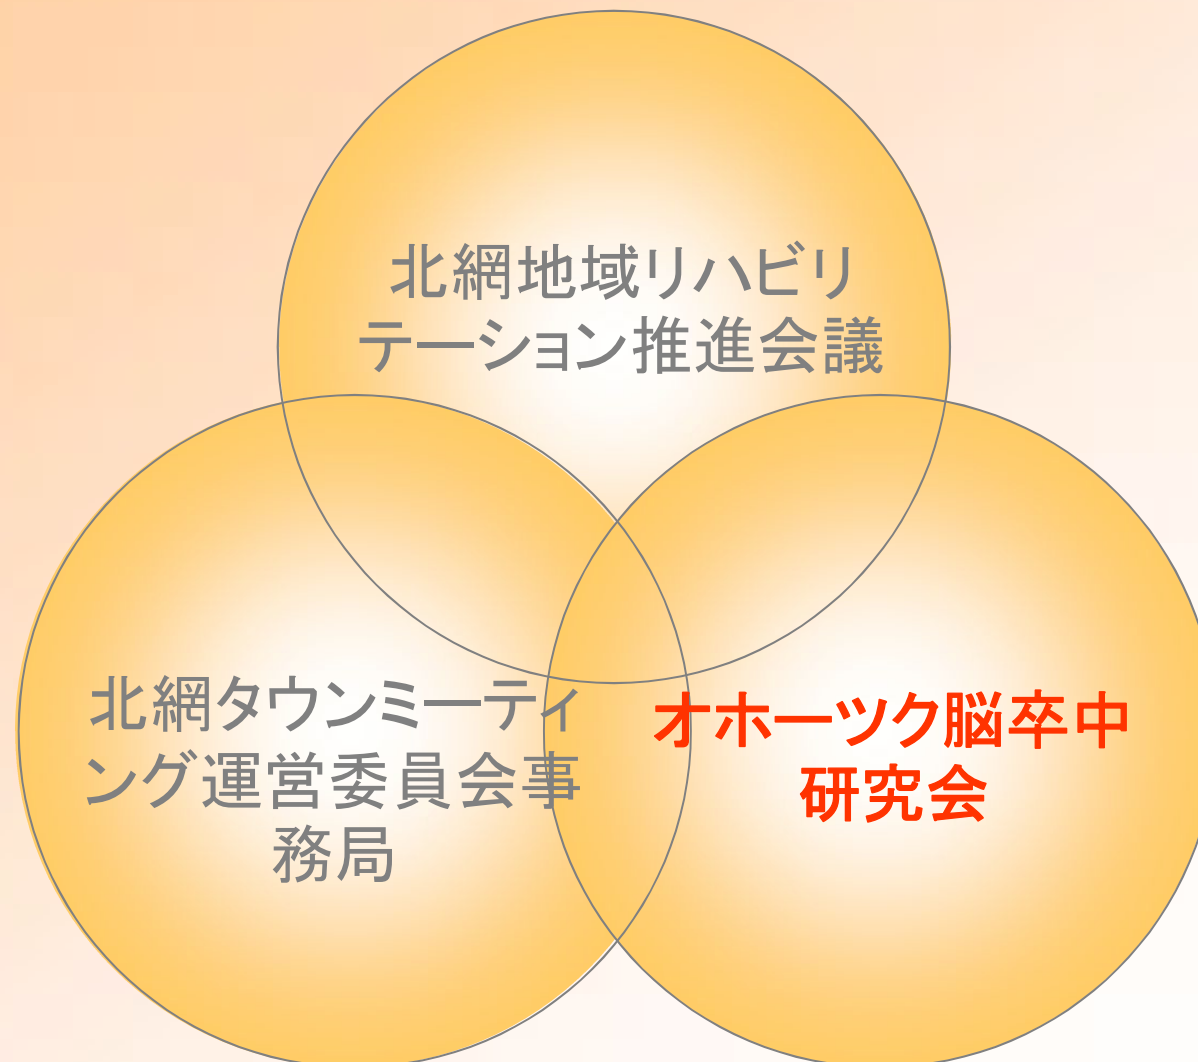 北網地域リハビリ
テーション推進会議
北網タウンミーティ
ング運営委員会事
務局
オホーツク脳卒中
研究会